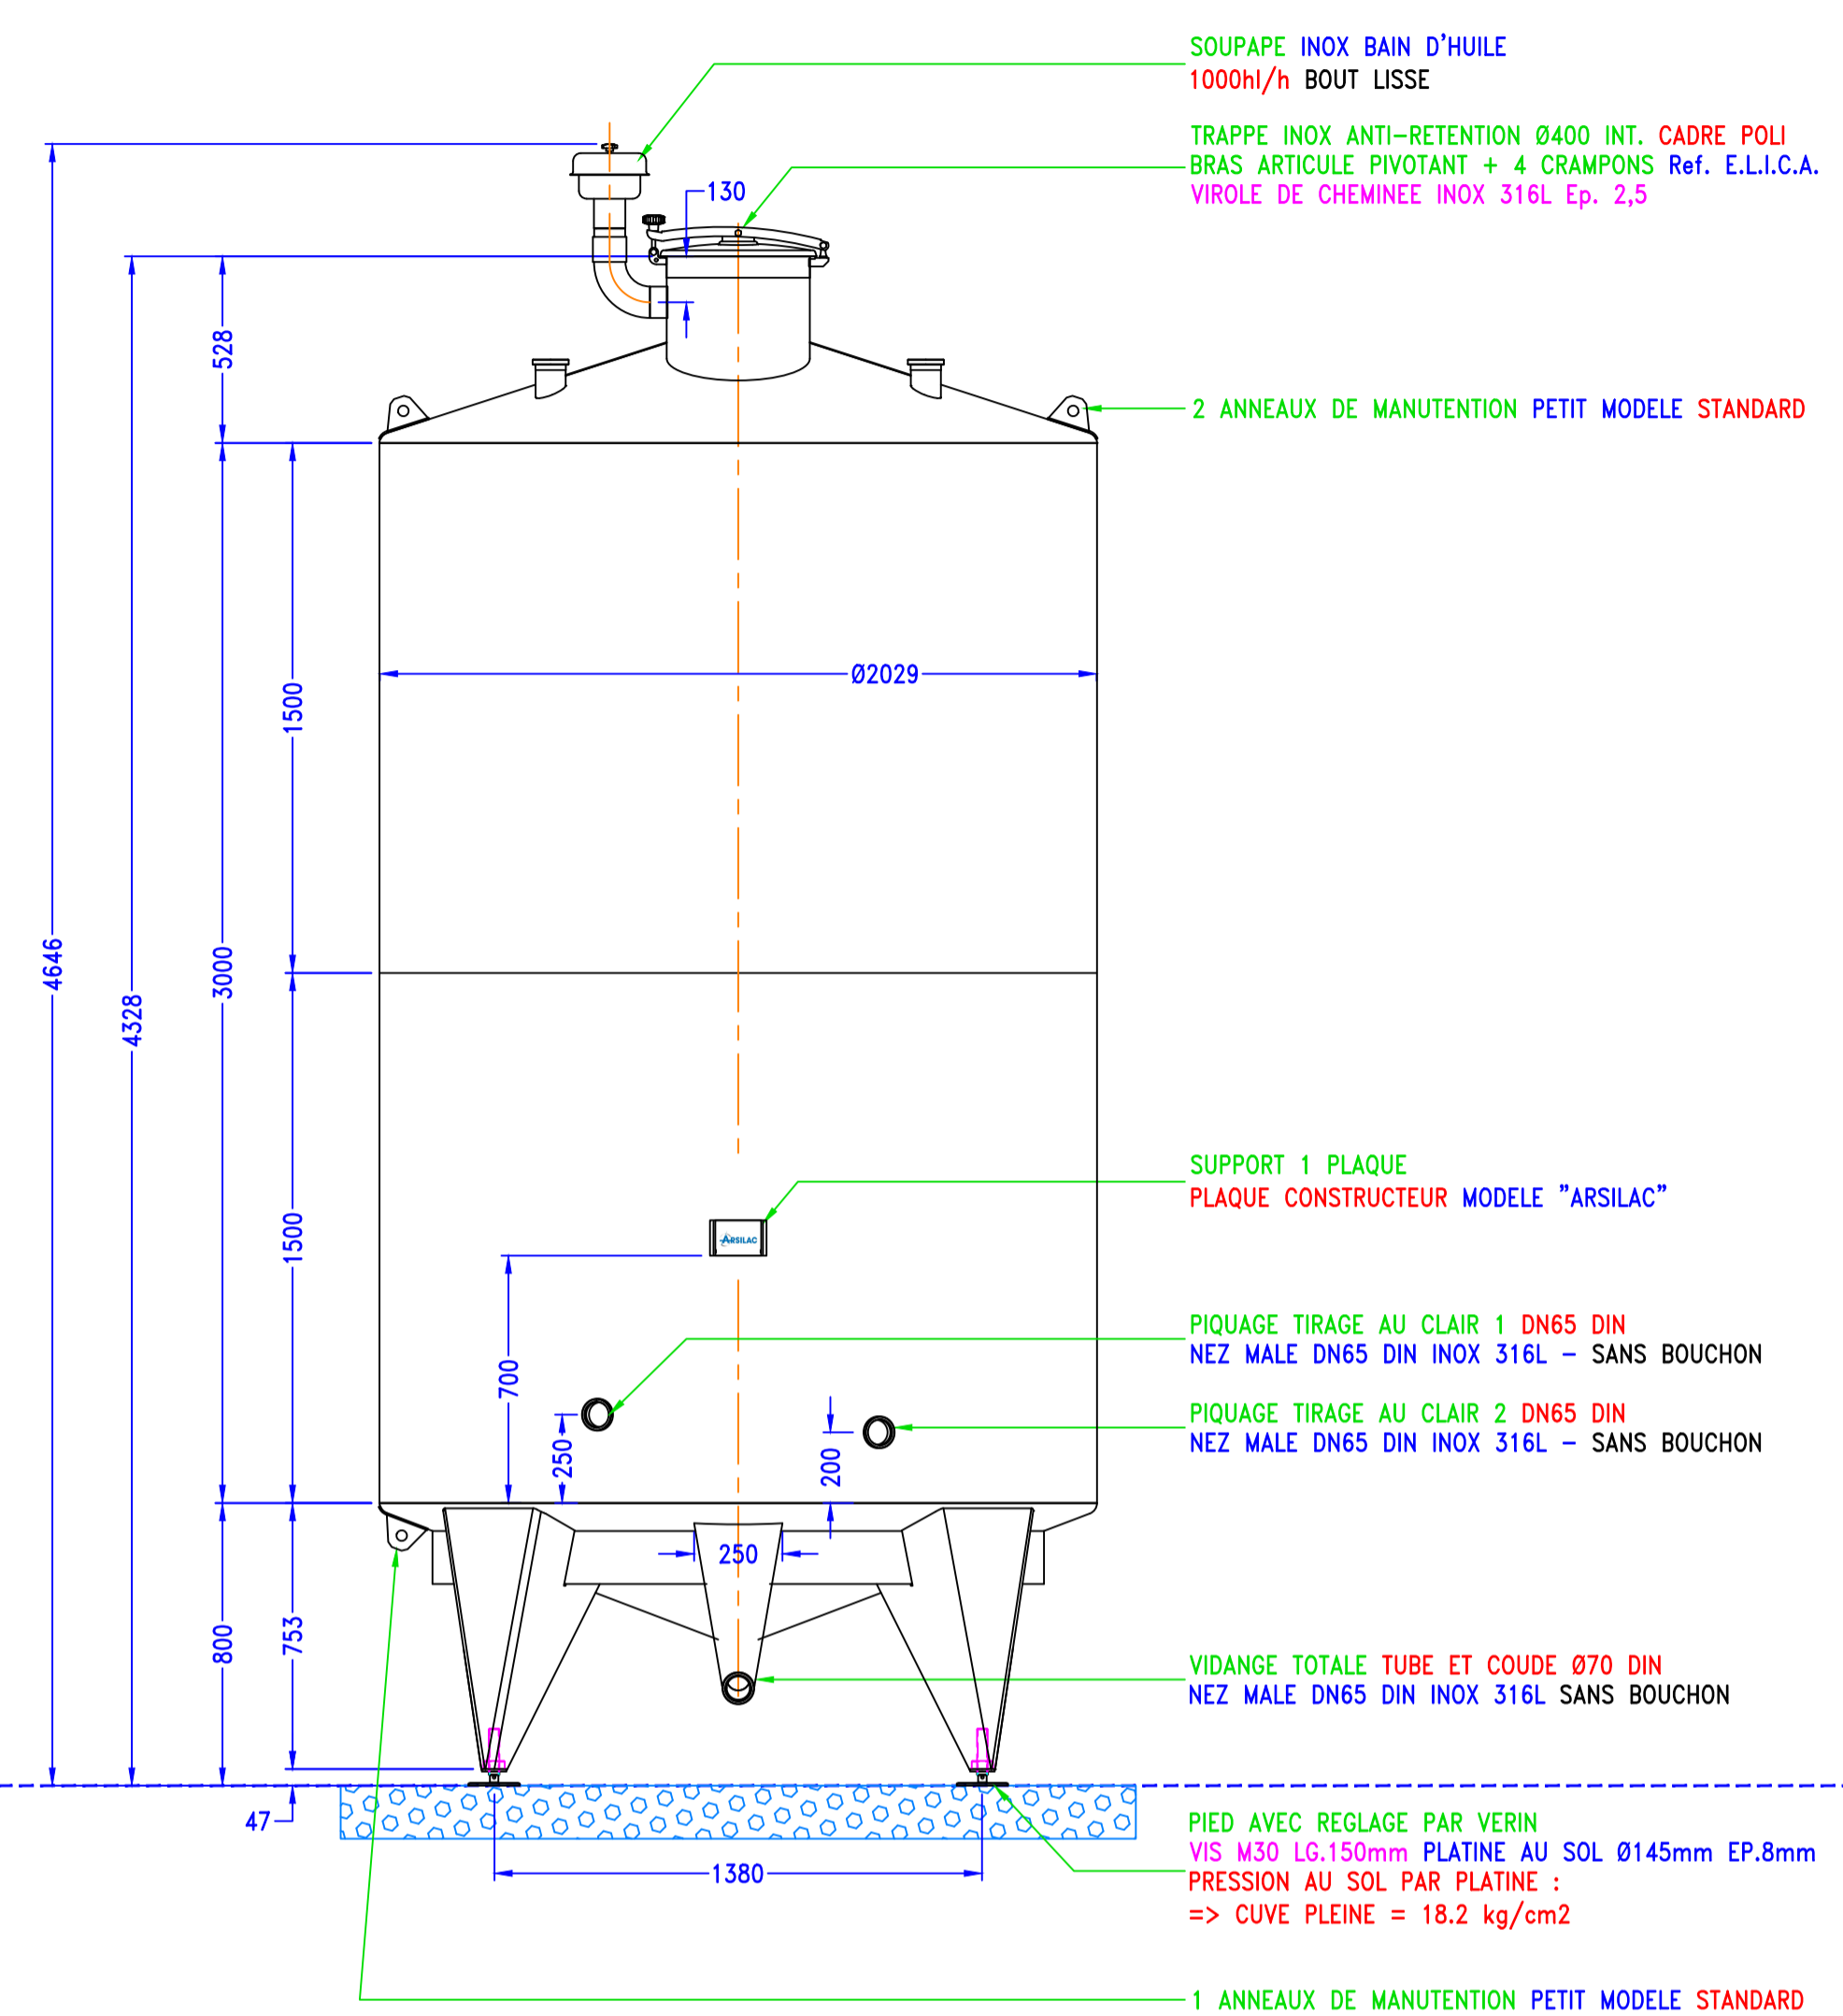 SOUPAPE INOX BAIN D'HUILE
1000hl/h BOUT LISSE
TRAPPE INOX ANTI-RETENTION Ø400 INT. CADRE POLI
BRAS ARTICULE PIVOTANT + 4 CRAMPONS Ref. E.L.I.C.A.
VIROLE DE CHEMINEE INOX 316L Ep. 2,5
130
528
2 ANNEAUX DE MANUTENTION PETIT MODELE STANDARD
Ø2029
1500
4646
4328
3000
SUPPORT 1 PLAQUE
PLAQUE CONSTRUCTEUR MODELE "ARSILAC"
ARSILAC
1500
PIQUAGE TIRAGE AU CLAIR 1 DN65 DIN
NEZ MALE DN65 DIN INOX 316L - SANS BOUCHON
700
PIQUAGE TIRAGE AU CLAIR 2 DN65 DIN
NEZ MALE DN65 DIN INOX 316L - SANS BOUCHON
250
200
250
800
753
VIDANGE TOTALE TUBE ET COUDE Ø70 DIN
NEZ MALE DN65 DIN INOX 316L SANS BOUCHON
47
1380
PIED AVEC REGLAGE PAR VERIN
VIS M30 LG.150mm PLATINE AU SOL Ø145mm EP.8mm
PRESSION AU SOL PAR PLATINE :
=> CUVE PLEINE = 18.2 kg/cm2
1 ANNEAUX DE MANUTENTION PETIT MODELE STANDARD